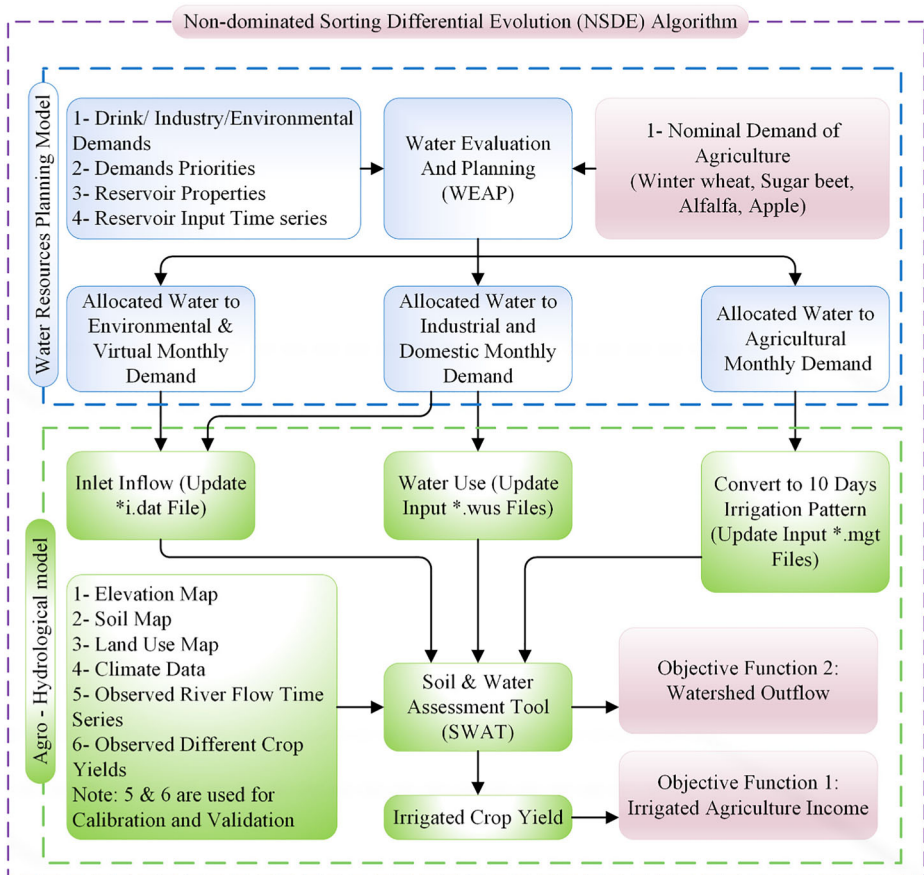 Non-dominated Sorting Differential Evolution (NSDE) Algorithm
Water Resources Planning Model
1- Drink/ Industry/Environmental
Demands
2- Demands Priorities
3- Reservoir Properties
4- Reservoir Input Time series
Water Evaluation
And Planning
(WEAP)
1- Nominal Demand of
Agriculture
(Winter wheat, Sugar beet,
Alfalfa, Apple)
Allocated Water to
Environmental &
Virtual Monthly
Demand
Allocated Water to
Industrial and
Domestic Monthly
Demand
Allocated Water to
Agricultural
Monthly Demand
Agro - Hydrological model
Inlet Inflow (Update
*i.dat File)
Water Use (Update
Input *.wus Files)
Convert to 10 Days
Irrigation Pattern
(Update Input *.mgt
Files)
1- Elevation Map
2- Soil Map
3- Land Use Map
4- Climate Data
5- Observed River Flow Time
Series
6- Observed Different Crop
Yields
Note: 5 & 6 are used for
Calibration and Validation
Soil & Water
Assessment Tool
(SWAT)
Objective Function 2:
Watershed Outflow
Irrigated Crop Yield
Objective Function 1:
Irrigated Agriculture Income